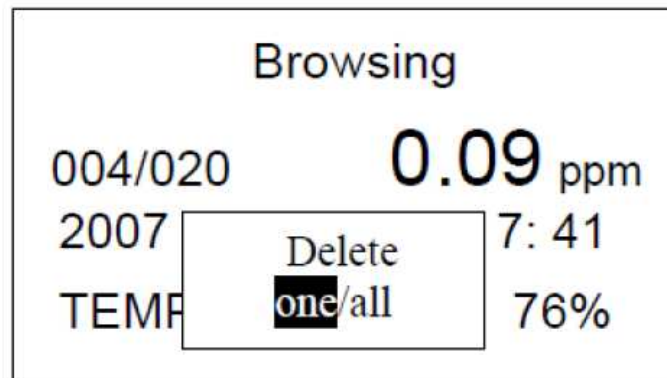 Browsing
004/020 0.09 ppm
2007 7: 41
Delete
one/all
TEMP 76%